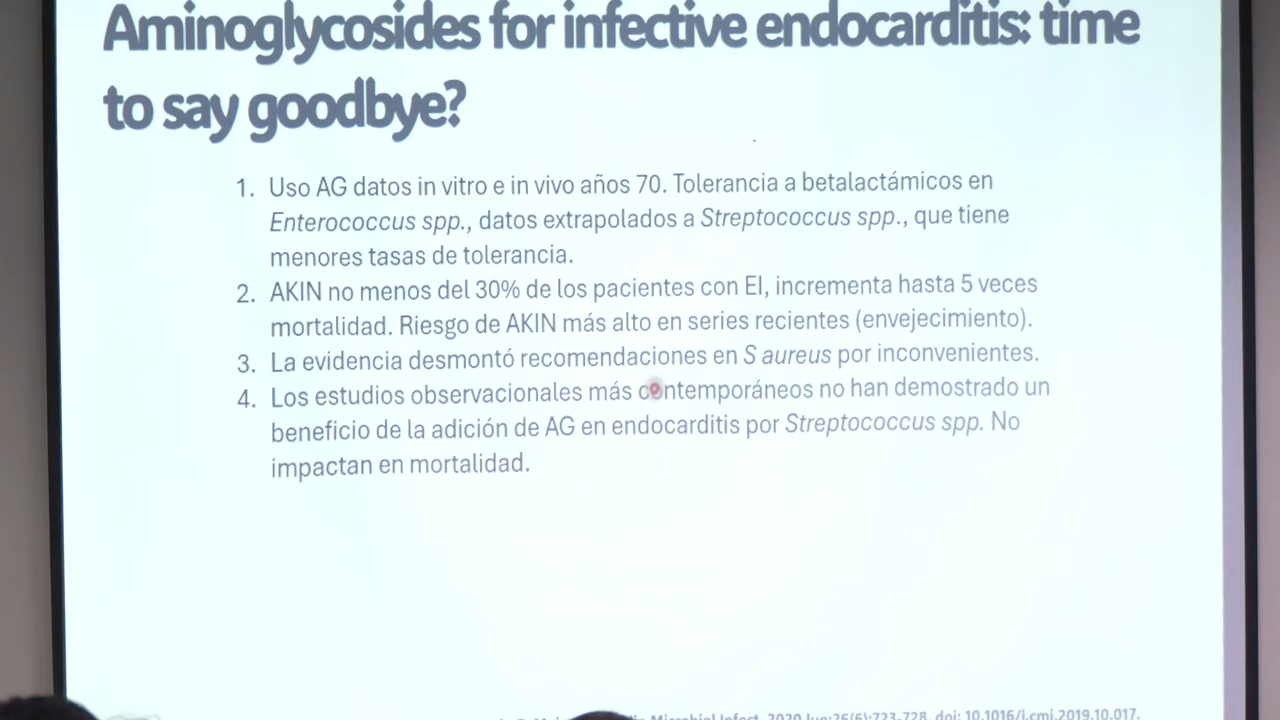 Aminoglycosides for infective endocarditis: time
to say goodbye?
1. Uso AG datos in vitro e in vivo años 70. Tolerancia a betalactámicos en
Enterococcus spp., datos extrapolados a Streptococcus spp., que tiene
menores tasas de tolerancia.
2. AKIN no menos del 30% de los pacientes con EI, incrementa hasta 5 veces
mortalidad. Riesgo de AKIN más alto en series recientes (envejecimiento).
3. La evidencia desmontó recomendaciones en S aureus por inconvenientes.
4. Los estudios observacionales más contemporáneos no han demostrado un
beneficio de la adición de AG en endocarditis por Streptococcus spp. No
impactan en mortalidad.
Microbiol Infect. 2020 Jun;26(6):723-728. doi: 10.1016/j.cmi.2019.10.017.